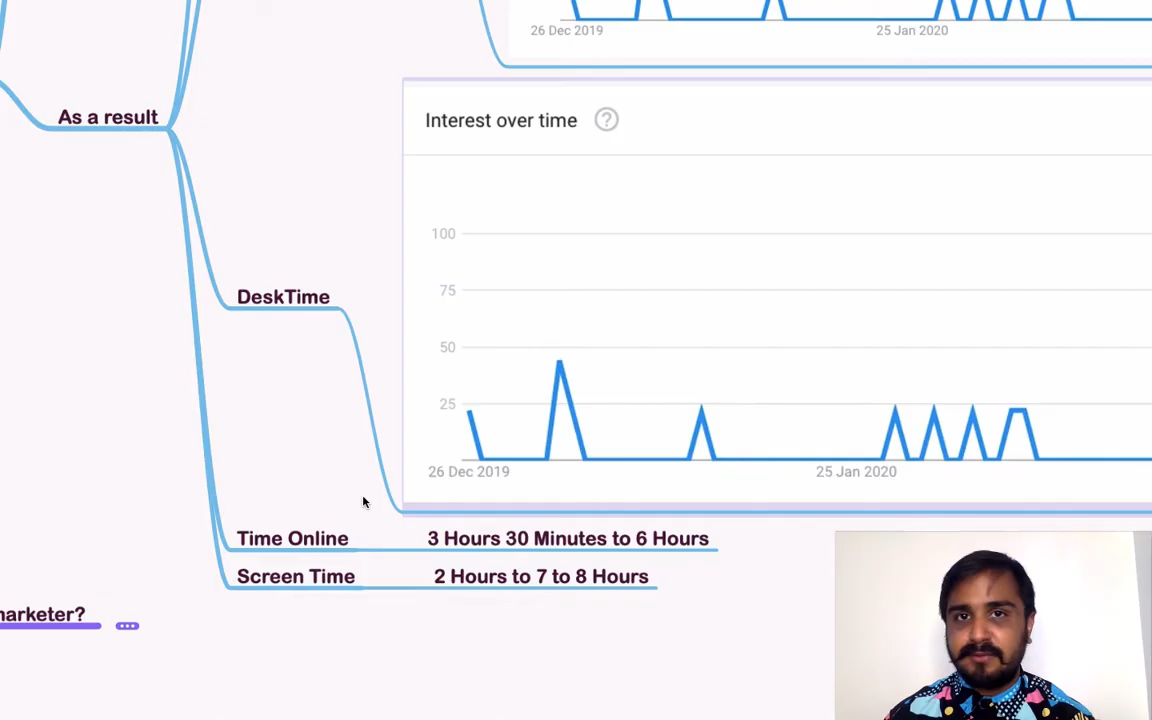 26 Dec 2019 25 Jan 2020
As a result
Interest over time ?
100
75
DeskTime
50
25
26 Dec 2019 25 Jan 2020
Time Online 3 Hours 30 Minutes to 6 Hours
Screen Time 2 Hours to 7 to 8 Hours
marketer?